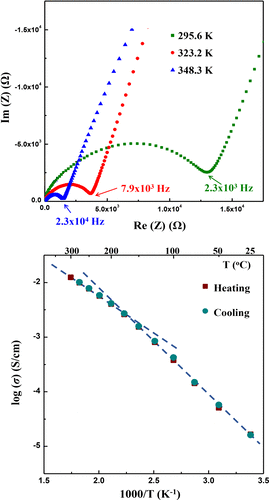 -1.5x10⁴
295.6 K
323.2 K
348.3 K
-1.0x10⁴
Im (Z) (Ω)
-5.0x10³
7.9x10³ Hz
2.3x10³ Hz
0.0
5.0x10³
1.0x10⁴
1.5x10⁴
2.3x10⁴ Hz
Re (Z) (Ω)
T (°C)
300
200
100
50
25
-1
Heating
Cooling
-2
-3
log (σ) (S/cm)
-4
-5
1.5
2.0
2.5
3.0
3.5
1000/T (K⁻¹)